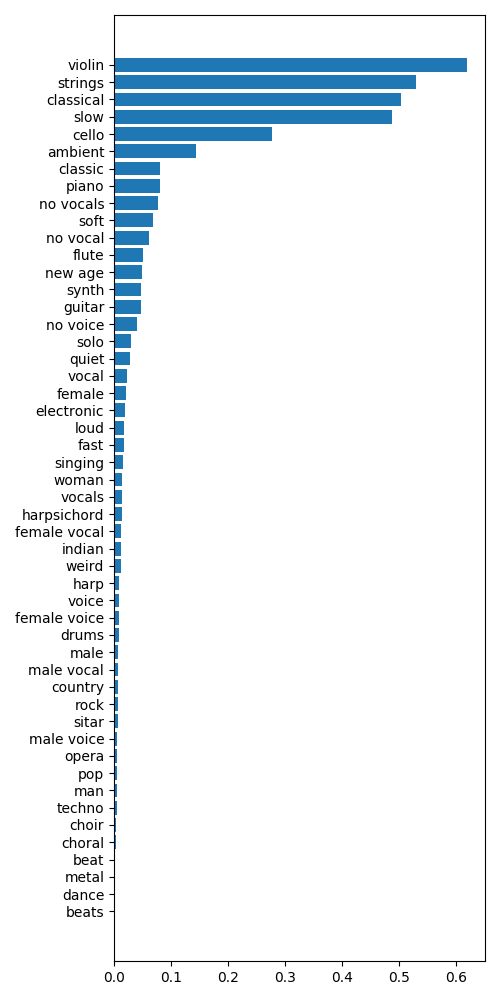 violin
strings
classical
slow
cello
ambient
classic
piano
no vocals
soft
no vocal
flute
new age
synth
guitar
no voice
solo
quiet
vocal
female
electronic
loud
fast
singing
woman
vocals
harpsichord
female vocal
indian
weird
harp
voice
female voice
drums
male
male vocal
country
rock
sitar
male voice
opera
pop
man
techno
choir
choral
beat
metal
dance
beats
0.0 0.1 0.2 0.3 0.4 0.5 0.6